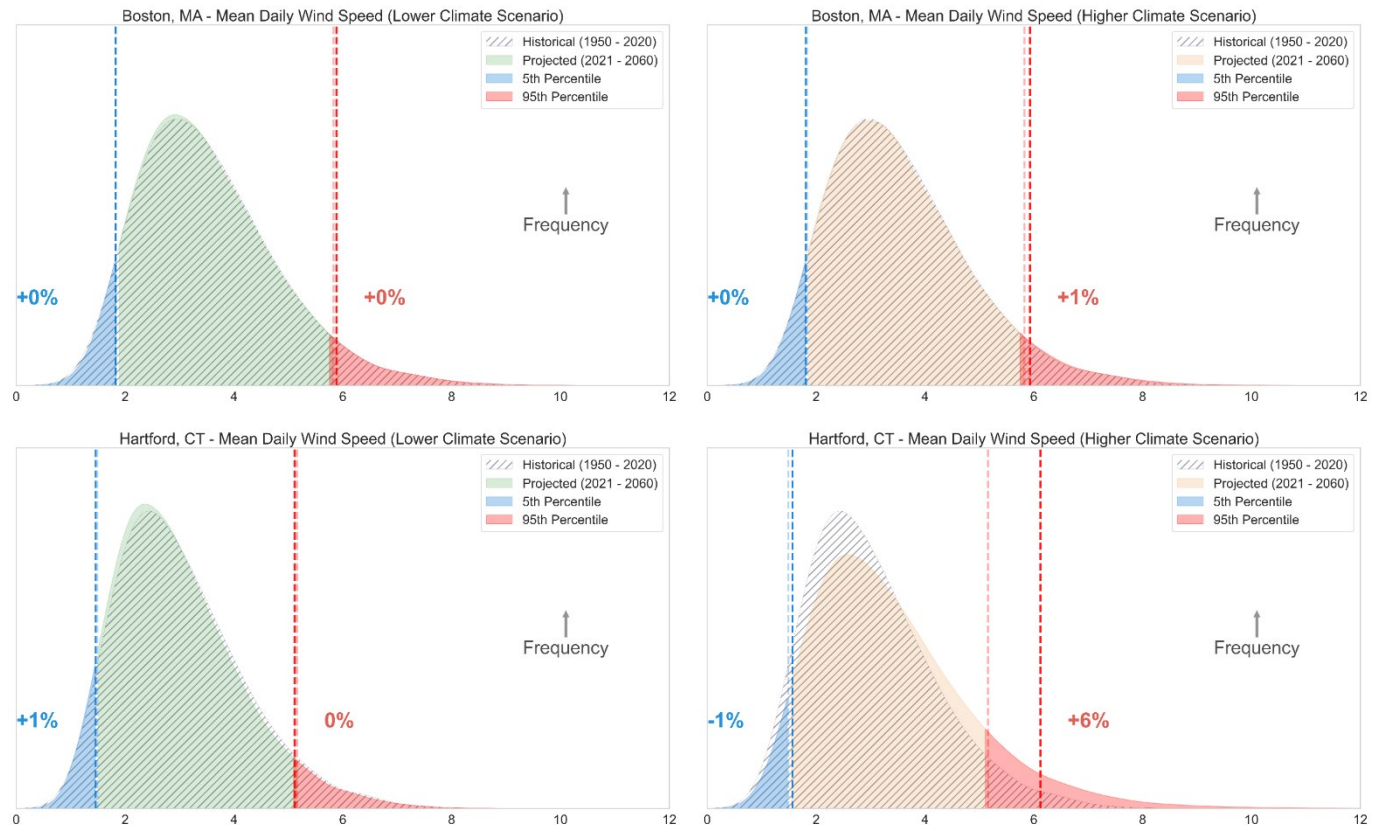 Boston, MA - Mean Daily Wind Speed (Lower Climate Scenario)
Historical (1950 - 2020)
Projected (2021 - 2060)
5th Percentile
95th Percentile
Frequency
+0%
+0%
0 2 4 6 8 10 12
Boston, MA - Mean Daily Wind Speed (Higher Climate Scenario)
Historical (1950 - 2020)
Projected (2021 - 2060)
5th Percentile
95th Percentile
Frequency
+0%
+1%
0 2 4 6 8 10 12
Hartford, CT - Mean Daily Wind Speed (Lower Climate Scenario)
Historical (1950 - 2020)
Projected (2021 - 2060)
5th Percentile
95th Percentile
Frequency
+1%
0%
0 2 4 6 8 10 12
Hartford, CT - Mean Daily Wind Speed (Higher Climate Scenario)
Historical (1950 - 2020)
Projected (2021 - 2060)
5th Percentile
95th Percentile
Frequency
-1%
+6%
0 2 4 6 8 10 12